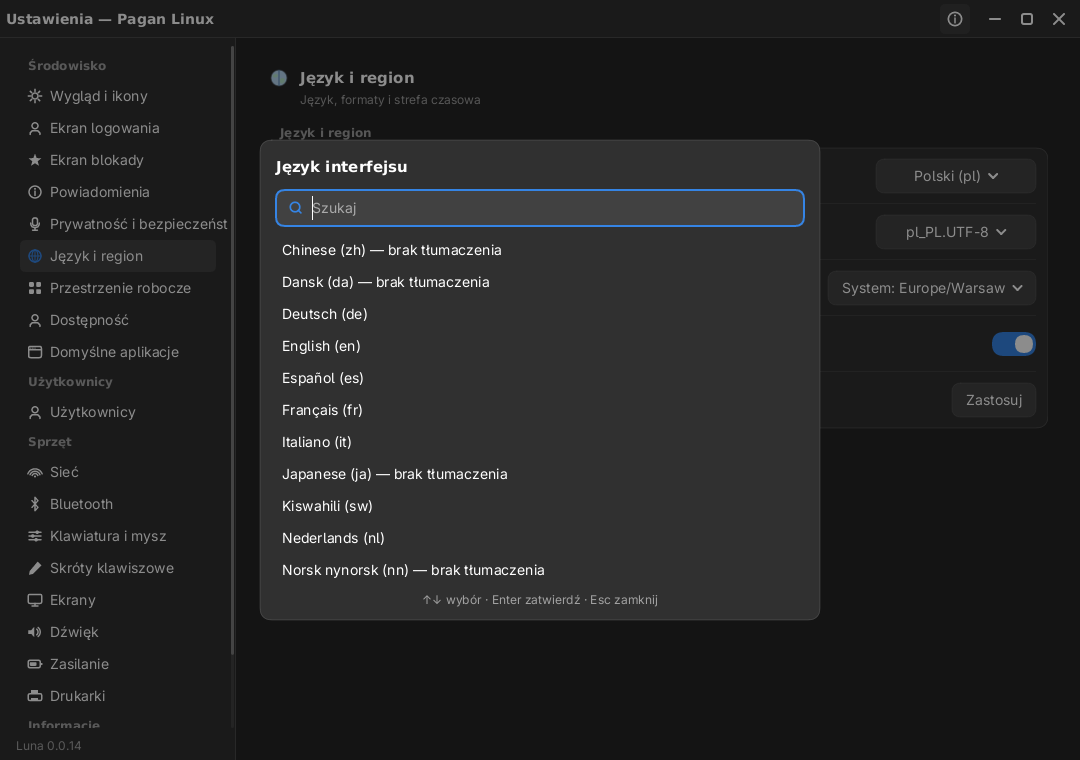 Ustawienia — Pagan Linux
Środowisko
Wygląd i ikony
Ekran logowania
Ekran blokady
Powiadomienia
Prywatność i bezpieczeńst
Język i region
Przestrzenie robocze
Dostępność
Domyślne aplikacje
Użytkownicy
Użytkownicy
Sprzęt
Sieć
Bluetooth
Klawiatura i mysz
Skróty klawiszowe
Ekrany
Dźwięk
Zasilanie
Drukarki
Informacje
Luna 0.0.14
Język i region
Język, formaty i strefa czasowa
Język i region
Polski (pl)
pl_PL.UTF-8
System: Europe/Warsaw
Zastosuj
Język interfejsu
Szukaj
Chinese (zh) — brak tłumaczenia
Dansk (da) — brak tłumaczenia
Deutsch (de)
English (en)
Español (es)
Français (fr)
Italiano (it)
Japanese (ja) — brak tłumaczenia
Kiswahili (sw)
Nederlands (nl)
Norsk nynorsk (nn) — brak tłumaczenia
↑↓ wybór · Enter zatwierdź · Esc zamknij